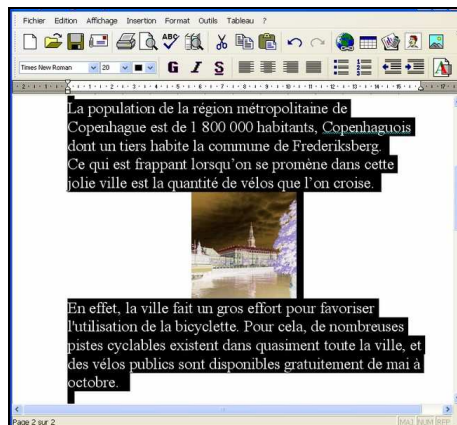 Fichier Edition Affichage Insertion Format Outils Tableau ?
Times New Roman 20 G I S
La population de la région métropolitaine de
Copenhague est de 1 800 000 habitants, Copenhaguois
dont un tiers habite la commune de Frederiksberg.
Ce qui est frappant lorsqu'on se promène dans cette
jolie ville est la quantité de vélos que l'on croise.
En effet, la ville fait un gros effort pour favoriser
l'utilisation de la bicyclette. Pour cela, de nombreuses
pistes cyclables existent dans quasiment toute la ville, et
des vélos publics sont disponibles gratuitement de mai à
octobre.
Page 2 sur 2 MAJ NUM REP